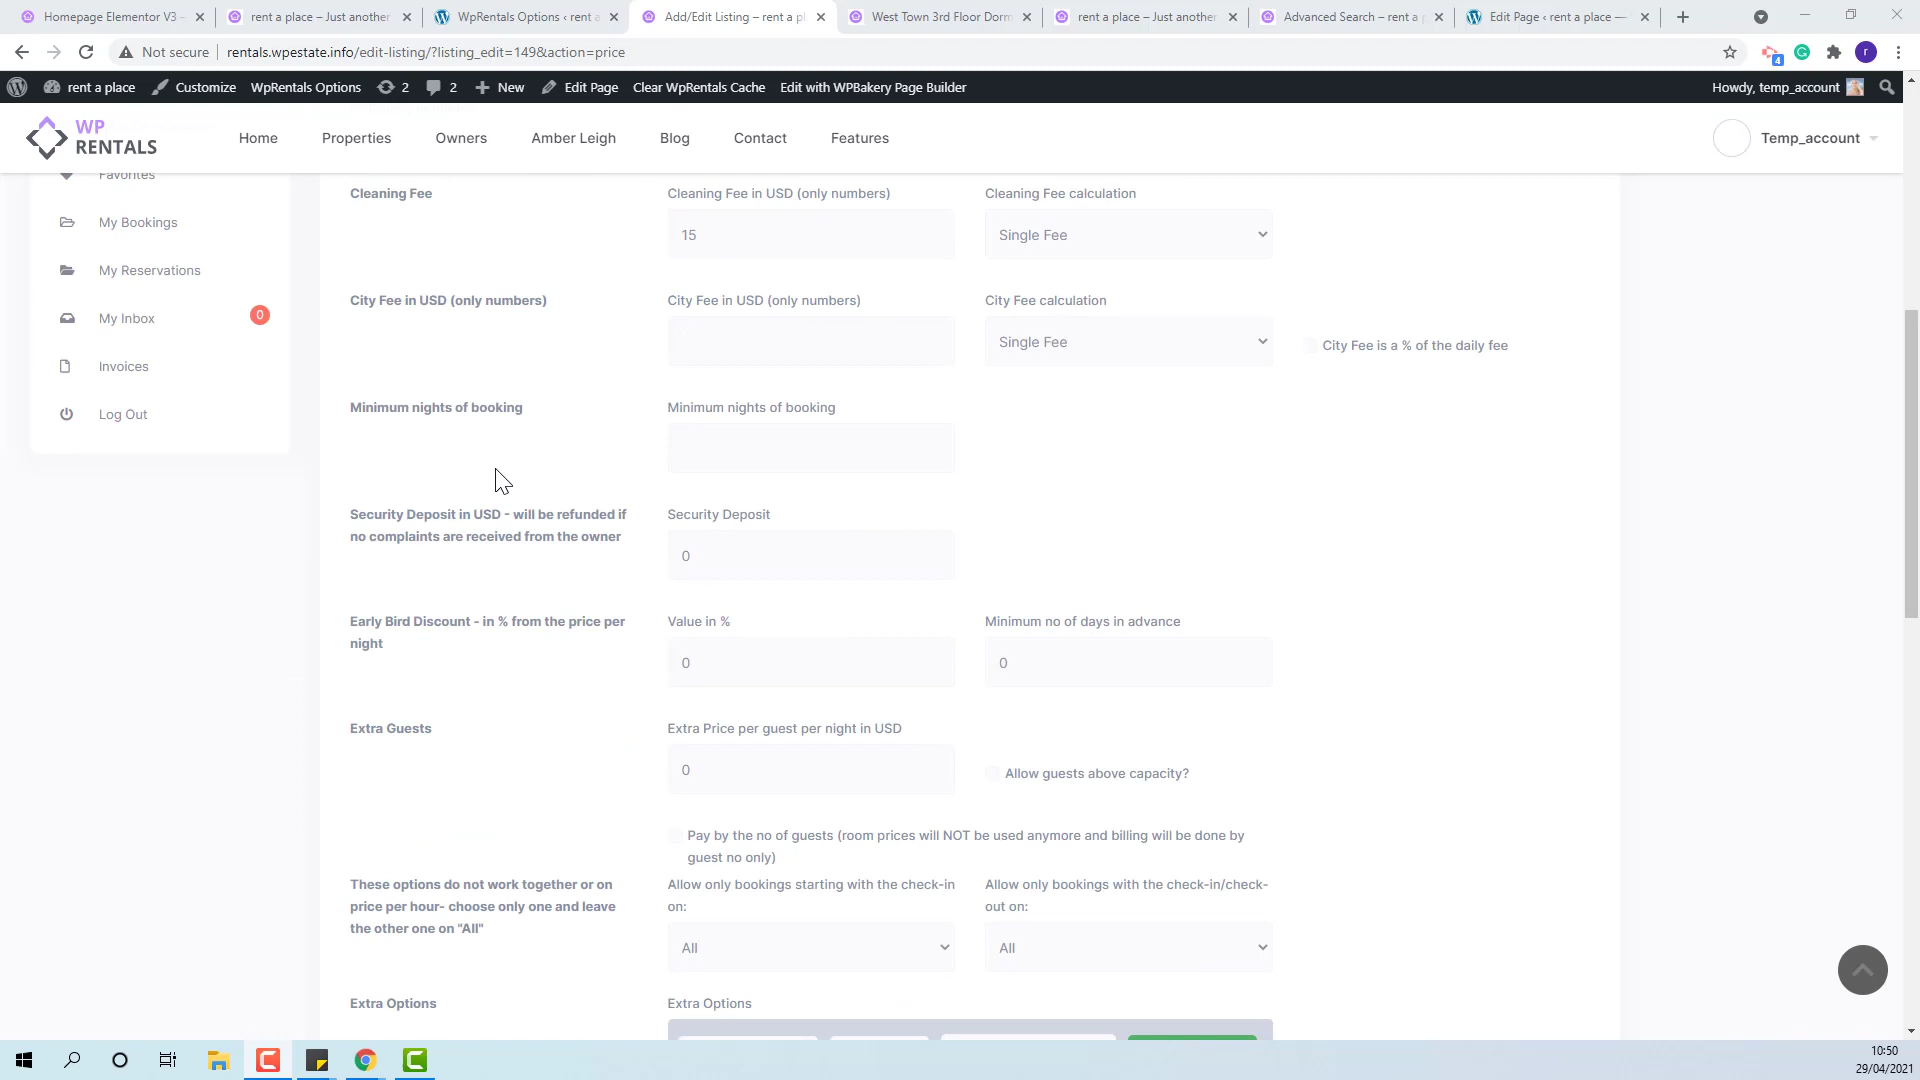 Homepage Elementor V3 –
rent a place – Just another
WpRentals Options ‹ rent a
Add/Edit Listing – rent a pl
West Town 3rd Floor Dorm
rent a place – Just another
Advanced Search – rent a p
Edit Page ‹ rent a place —
Not secure
rentals.wpestate.info/edit-listing/?listing_edit=149&action=price
4
r
rent a place
Customize
WpRentals Options
2
2
New
Edit Page
Clear WpRentals Cache
Edit with WPBakery Page Builder
Howdy, temp_account
WP
RENTALS
Home
Properties
Owners
Amber Leigh
Blog
Contact
Features
Temp_account
Favorites
My Bookings
My Reservations
My Inbox
0
Invoices
Log Out
Cleaning Fee
Cleaning Fee in USD (only numbers)
Cleaning Fee calculation
15
Single Fee
City Fee in USD (only numbers)
City Fee in USD (only numbers)
City Fee calculation
Single Fee
City Fee is a % of the daily fee
Minimum nights of booking
Minimum nights of booking
Security Deposit in USD - will be refunded if
no complaints are received from the owner
Security Deposit
0
Early Bird Discount - in % from the price per
night
Value in %
Minimum no of days in advance
0
0
Extra Guests
Extra Price per guest per night in USD
0
Allow guests above capacity?
Pay by the no of guests (room prices will NOT be used anymore and billing will be done by
guest no only)
These options do not work together or on
price per hour- choose only one and leave
the other one on "All"
Allow only bookings starting with the check-in
on:
Allow only bookings with the check-in/check-
out on:
All
All
Extra Options
Extra Options
10:50
29/04/2021